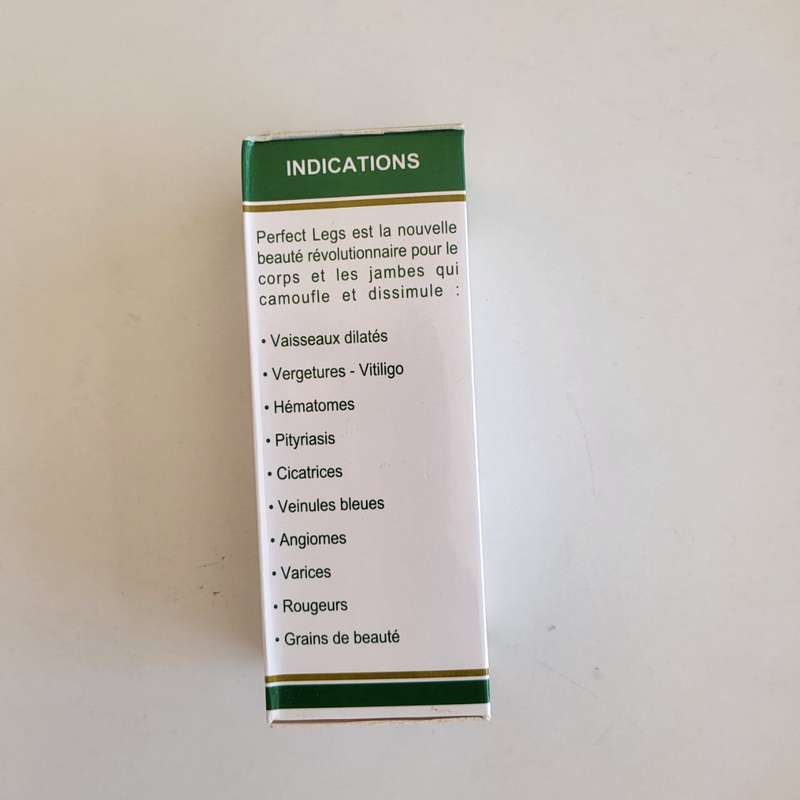 INDICATIONS
Perfect Legs est la nouvelle
beauté révolutionnaire pour le
corps et les jambes qui
camoufle et dissimule :
• Vaisseaux dilatés
• Vergetures - Vitiligo
• Hématomes
• Pityriasis
• Cicatrices
• Veinules bleues
• Angiomes
• Varices
• Rougeurs
• Grains de beauté